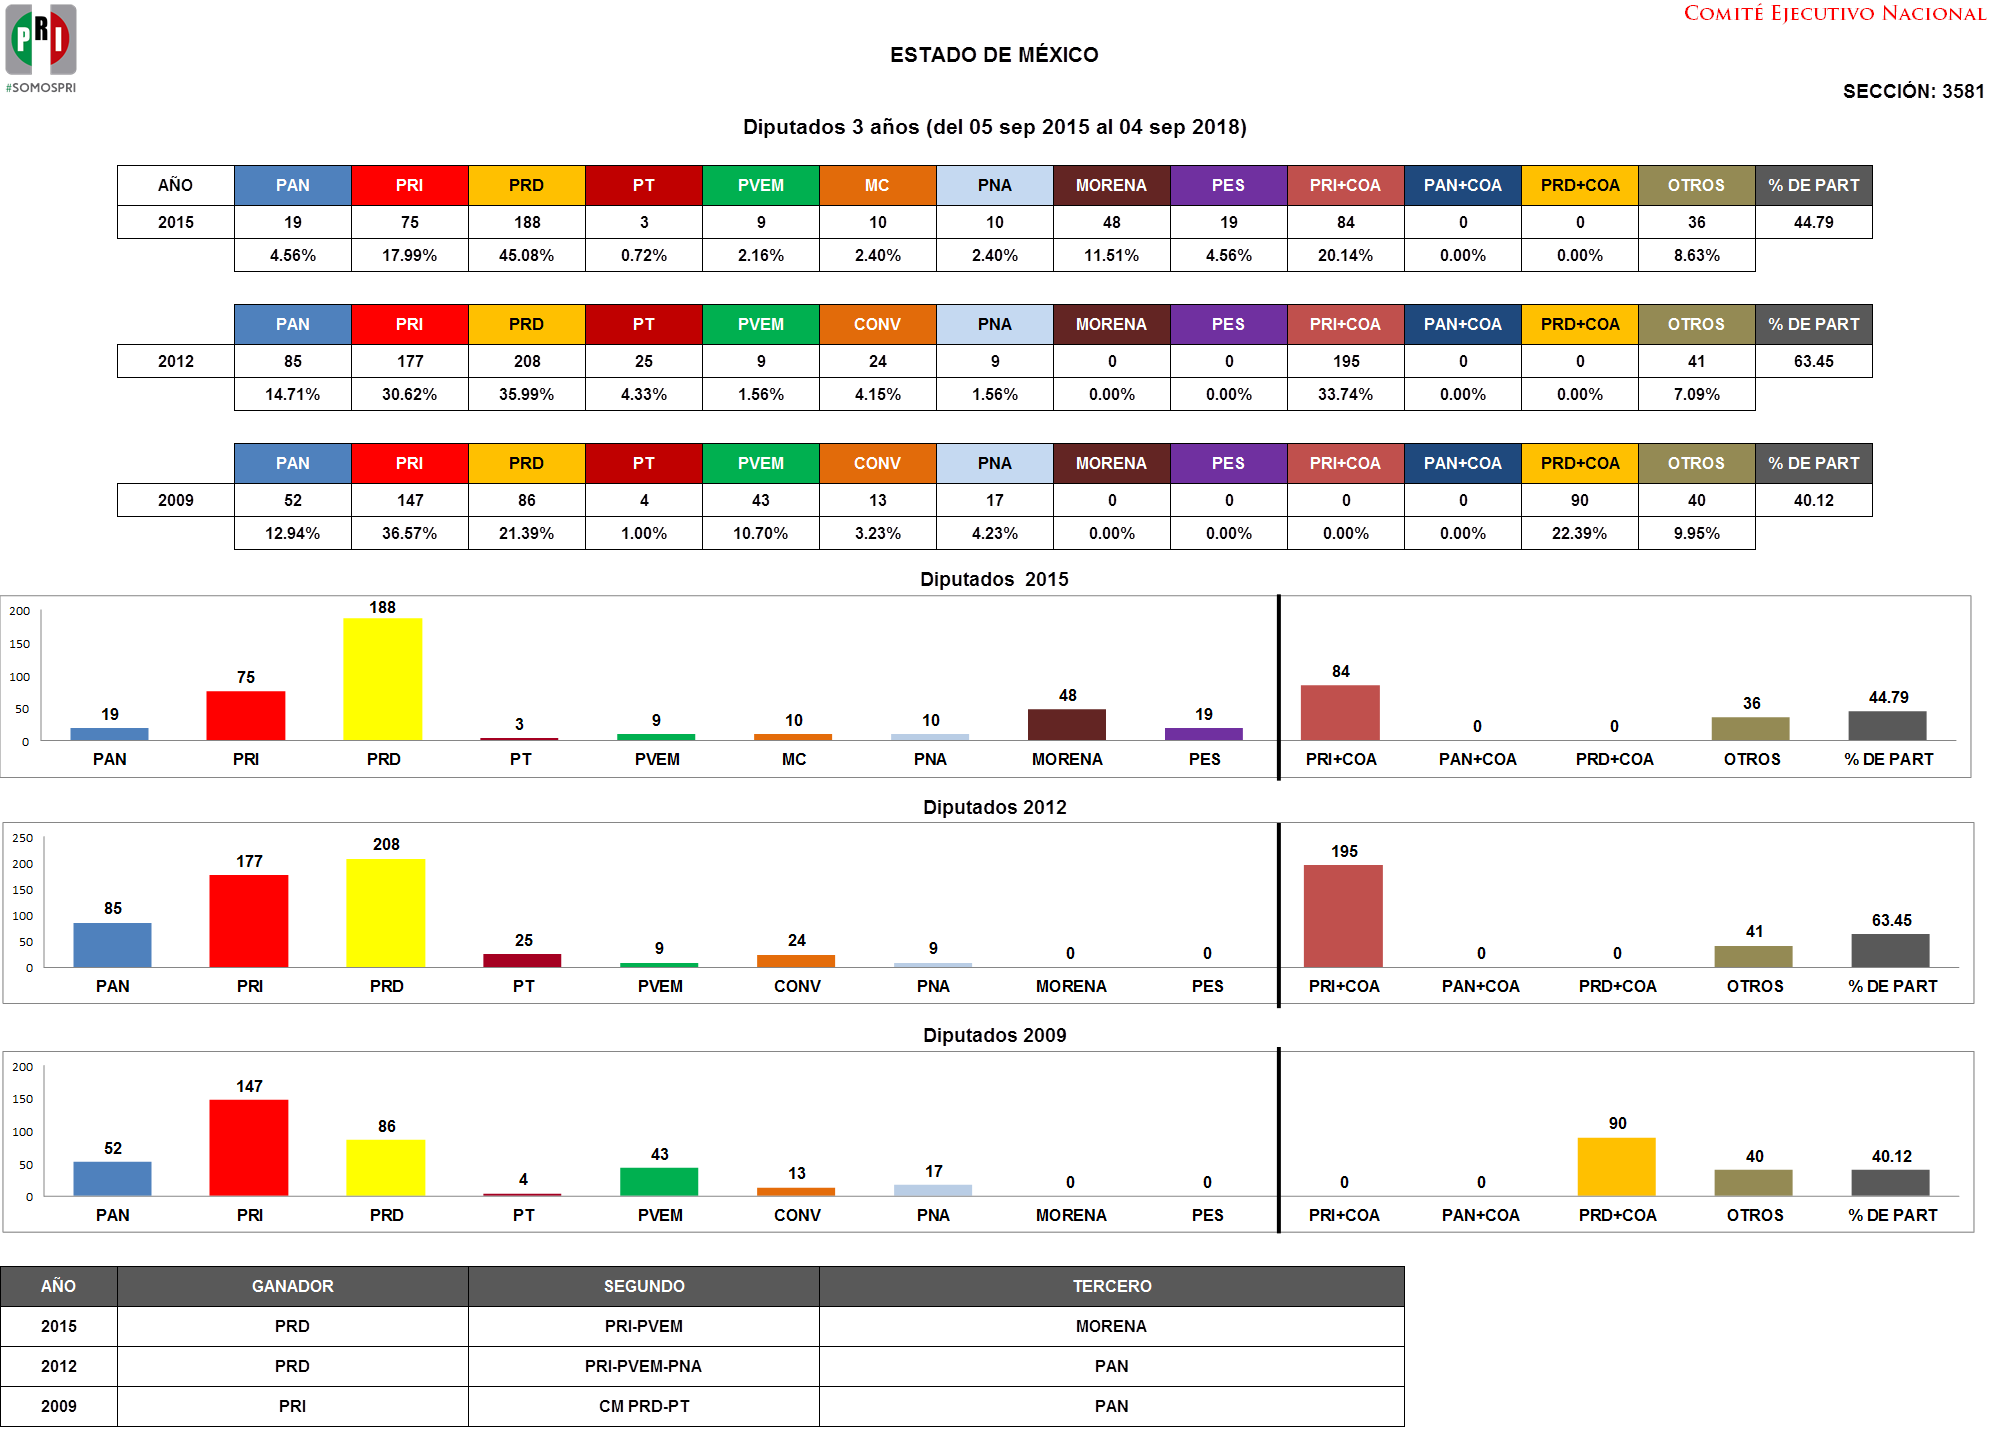 PRI
#SOMOSPRI
COMITÉ EJECUTIVO NACIONAL
ESTADO DE MÉXICO
SECCIÓN: 3581
Diputados 3 años (del 05 sep 2015 al 04 sep 2018)
AÑO PAN PRI PRD PT PVEM MC PNA MORENA PES PRI+COA PAN+COA PRD+COA OTROS % DE PART
2015 19 75 188 3 9 10 10 48 19 84 0 0 36 44.79
4.56% 17.99% 45.08% 0.72% 2.16% 2.40% 2.40% 11.51% 4.56% 20.14% 0.00% 0.00% 8.63%
PAN PRI PRD PT PVEM CONV PNA MORENA PES PRI+COA PAN+COA PRD+COA OTROS % DE PART
2012 85 177 208 25 9 24 9 0 0 195 0 0 41 63.45
14.71% 30.62% 35.99% 4.33% 1.56% 4.15% 1.56% 0.00% 0.00% 33.74% 0.00% 0.00% 7.09%
PAN PRI PRD PT PVEM CONV PNA MORENA PES PRI+COA PAN+COA PRD+COA OTROS % DE PART
2009 52 147 86 4 43 13 17 0 0 0 0 90 40 40.12
12.94% 36.57% 21.39% 1.00% 10.70% 3.23% 4.23% 0.00% 0.00% 0.00% 0.00% 22.39% 9.95%
Diputados 2015
200
150
100
50
0
19 75 188 3 9 10 10 48 19 84 0 0 36 44.79
PAN PRI PRD PT PVEM MC PNA MORENA PES PRI+COA PAN+COA PRD+COA OTROS % DE PART
Diputados 2012
250
200
150
100
50
0
85 177 208 25 9 24 9 0 0 195 0 0 41 63.45
PAN PRI PRD PT PVEM CONV PNA MORENA PES PRI+COA PAN+COA PRD+COA OTROS % DE PART
Diputados 2009
200
150
100
50
0
52 147 86 4 43 13 17 0 0 0 0 90 40 40.12
PAN PRI PRD PT PVEM CONV PNA MORENA PES PRI+COA PAN+COA PRD+COA OTROS % DE PART
AÑO GANADOR SEGUNDO TERCERO
2015 PRD PRI-PVEM MORENA
2012 PRD PRI-PVEM-PNA PAN
2009 PRI CM PRD-PT PAN